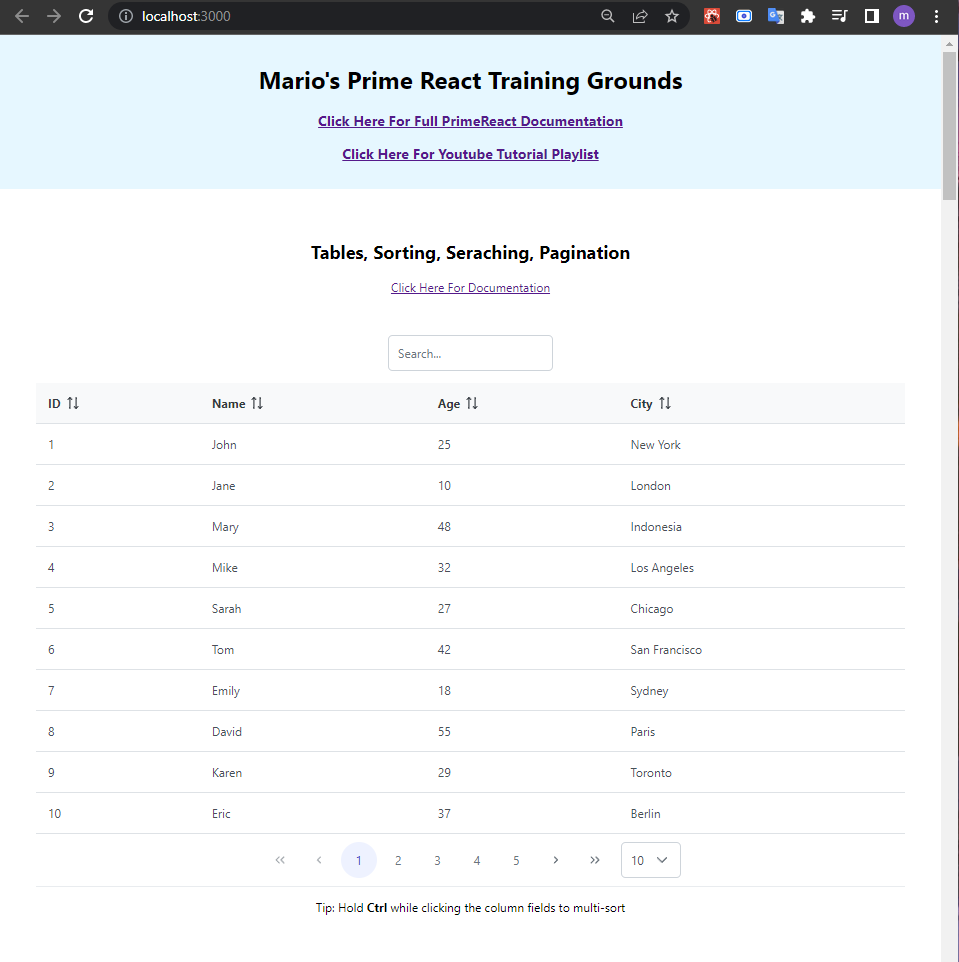 localhost:3000
m
Mario's Prime React Training Grounds
Click Here For Full PrimeReact Documentation
Click Here For Youtube Tutorial Playlist
Tables, Sorting, Seraching, Pagination
Click Here For Documentation
Search...
ID Name Age City
1 John 25 New York
2 Jane 10 London
3 Mary 48 Indonesia
4 Mike 32 Los Angeles
5 Sarah 27 Chicago
6 Tom 42 San Francisco
7 Emily 18 Sydney
8 David 55 Paris
9 Karen 29 Toronto
10 Eric 37 Berlin
« ‹ 1 2 3 4 5 › » 10
Tip: Hold Ctrl while clicking the column fields to multi-sort